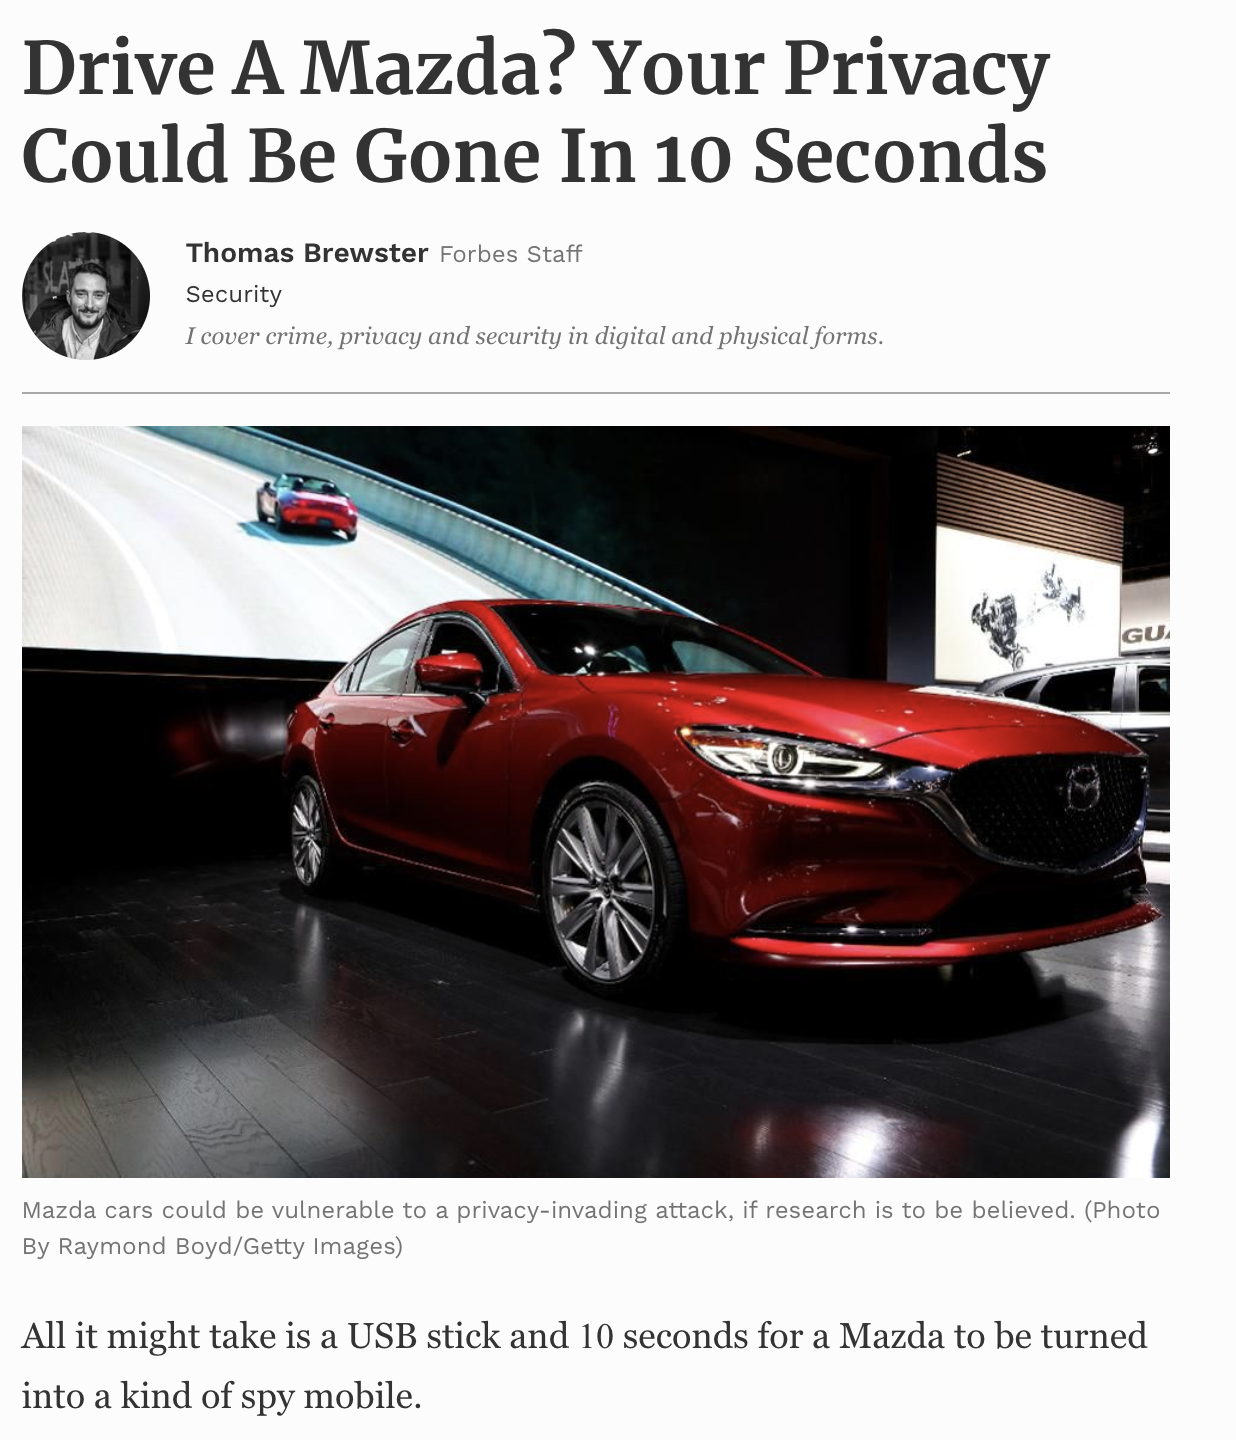 Drive A Mazda? Your Privacy
Could Be Gone In 10 Seconds
Thomas Brewster Forbes Staff
Security
I cover crime, privacy and security in digital and physical forms.
Mazda cars could be vulnerable to a privacy-invading attack, if research is to be believed. (Photo
By Raymond Boyd/Getty Images)
All it might take is a USB stick and 10 seconds for a Mazda to be turned
into a kind of spy mobile.